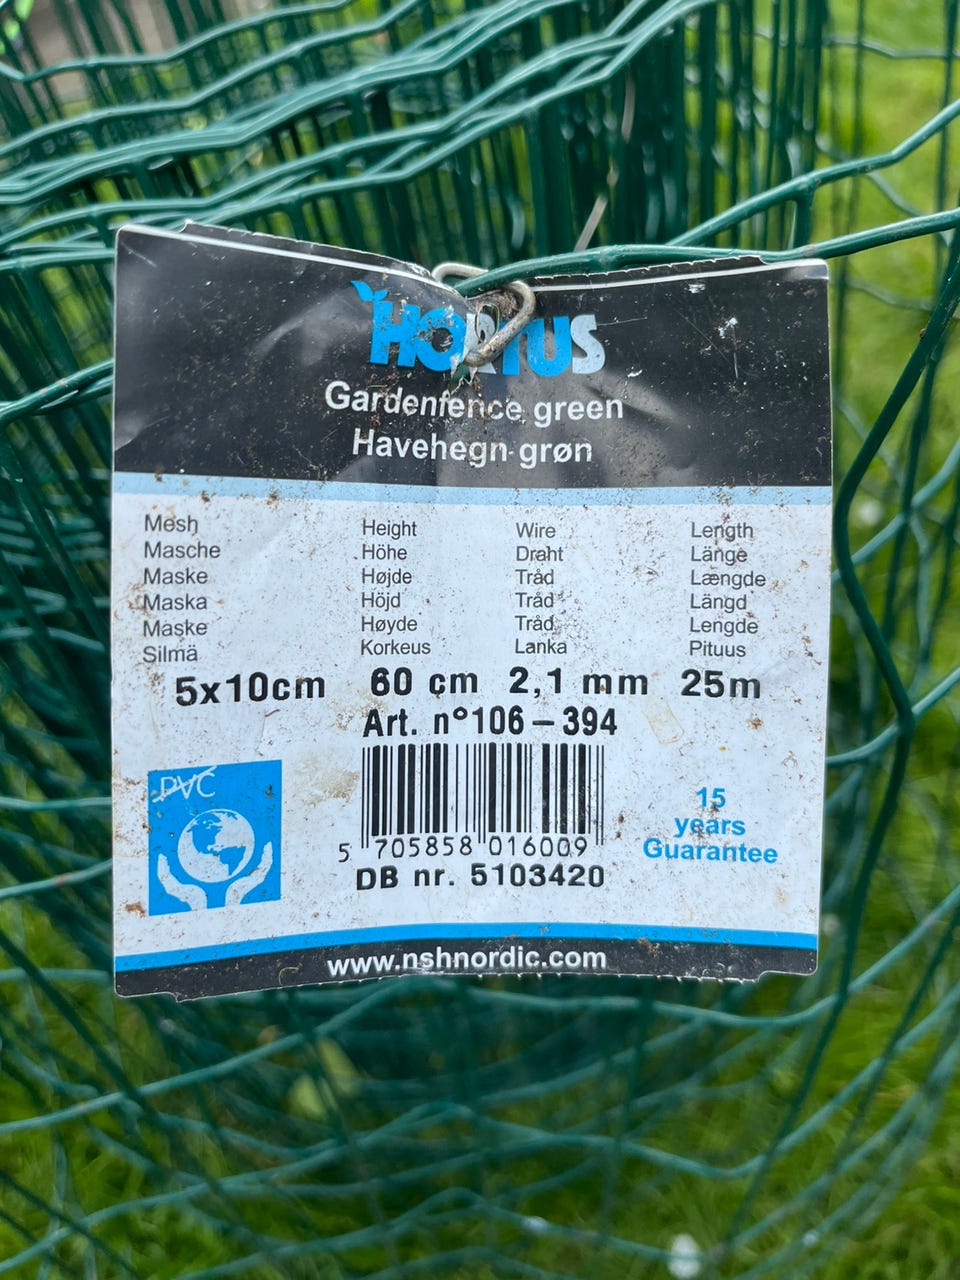 HORTUS
Gardenfence green
Havehegn grøn
Mesh Height Wire Length
Masche Höhe Draht Länge
Maske Højde Tråd Længde
Maska Höjd Tråd Längd
Maske Høyde Tråd Lengde
Silmä Korkeus Lanka Pituus
5x10cm 60 cm 2,1 mm 25m
Art. n°106-394
PVC
15
years
Guarantee
5 705858 016009
DB nr. 5103420
www.nshnordic.com